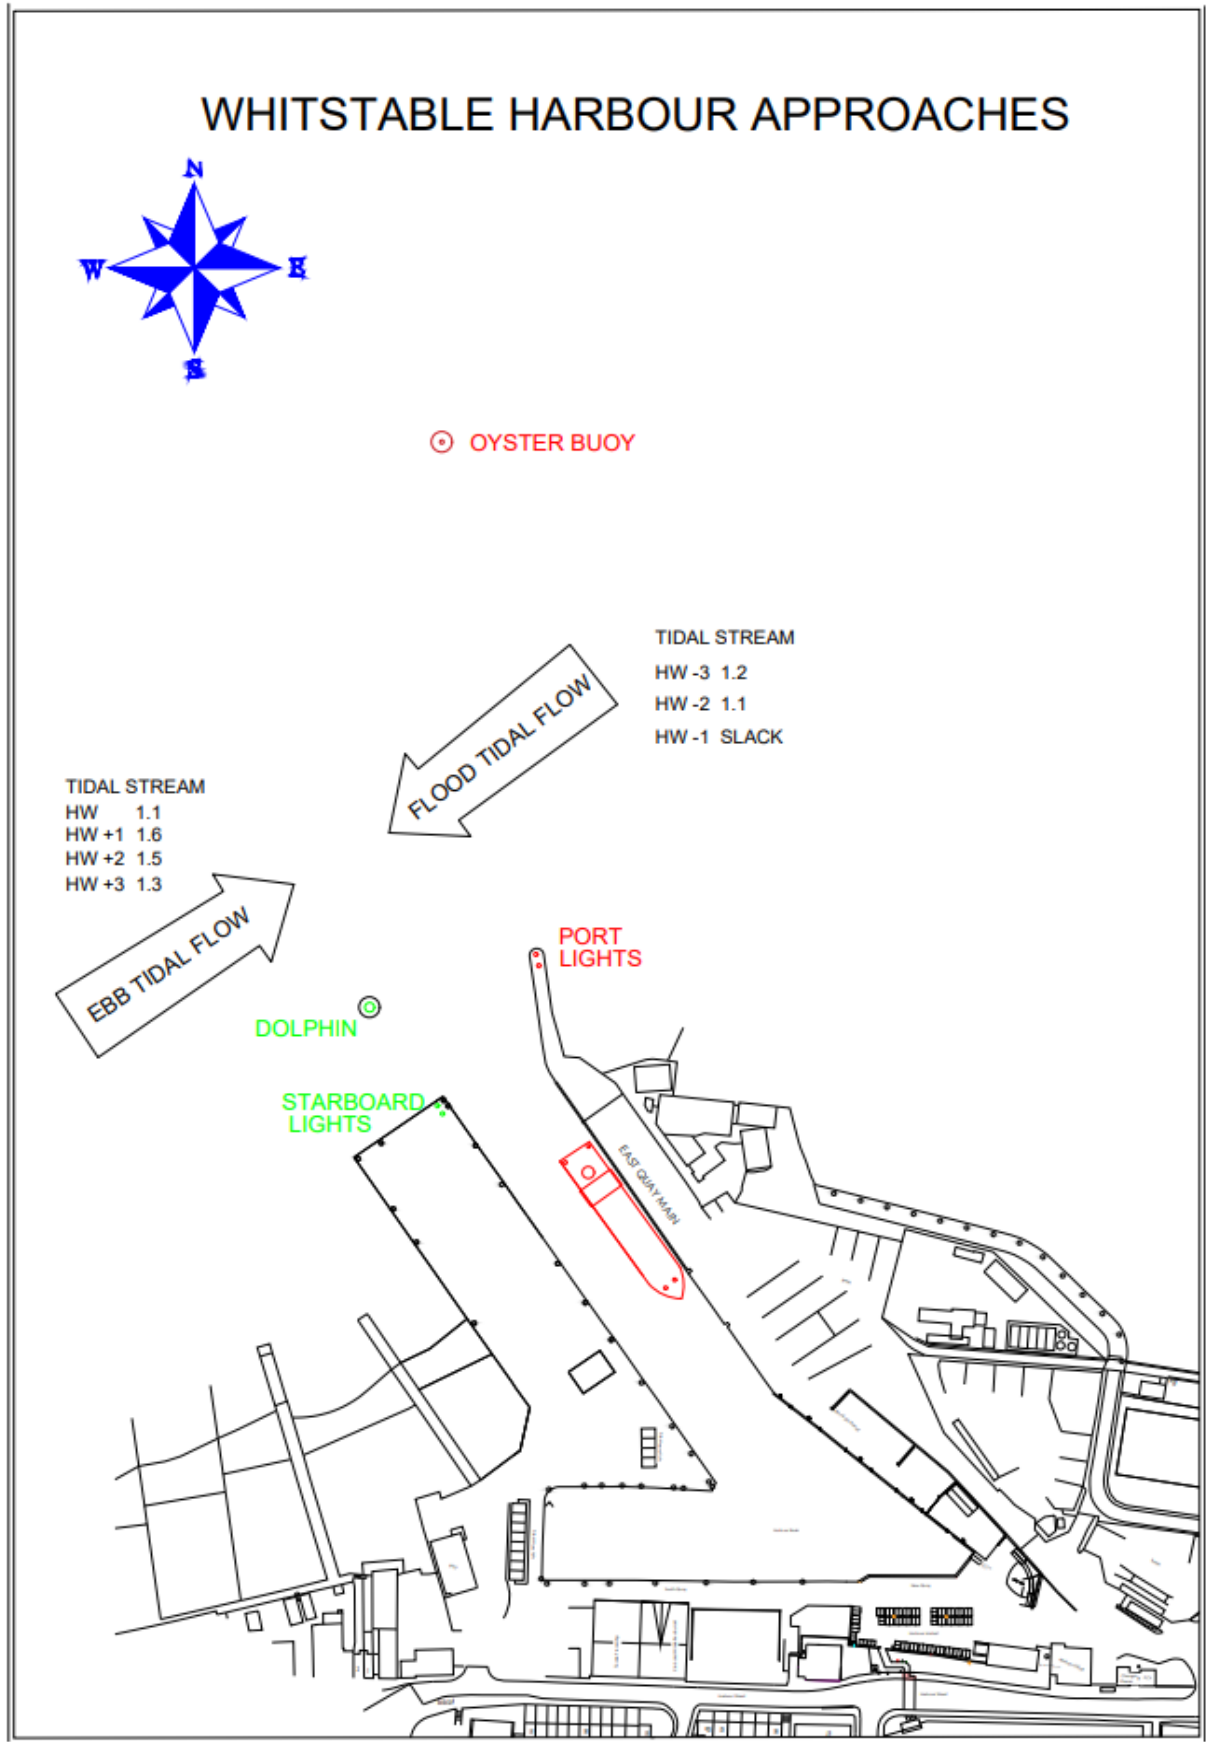 WHITSTABLE HARBOUR APPROACHES
N
W
E
S
OYSTER BUOY
TIDAL STREAM
HW -3 1.2
HW -2 1.1
HW -1 SLACK
FLOOD TIDAL FLOW
TIDAL STREAM
HW 1.1
HW +1 1.6
HW +2 1.5
HW +3 1.3
EBB TIDAL FLOW
PORT
LIGHTS
DOLPHIN
STARBOARD
LIGHTS
EAST QUAY MAIN